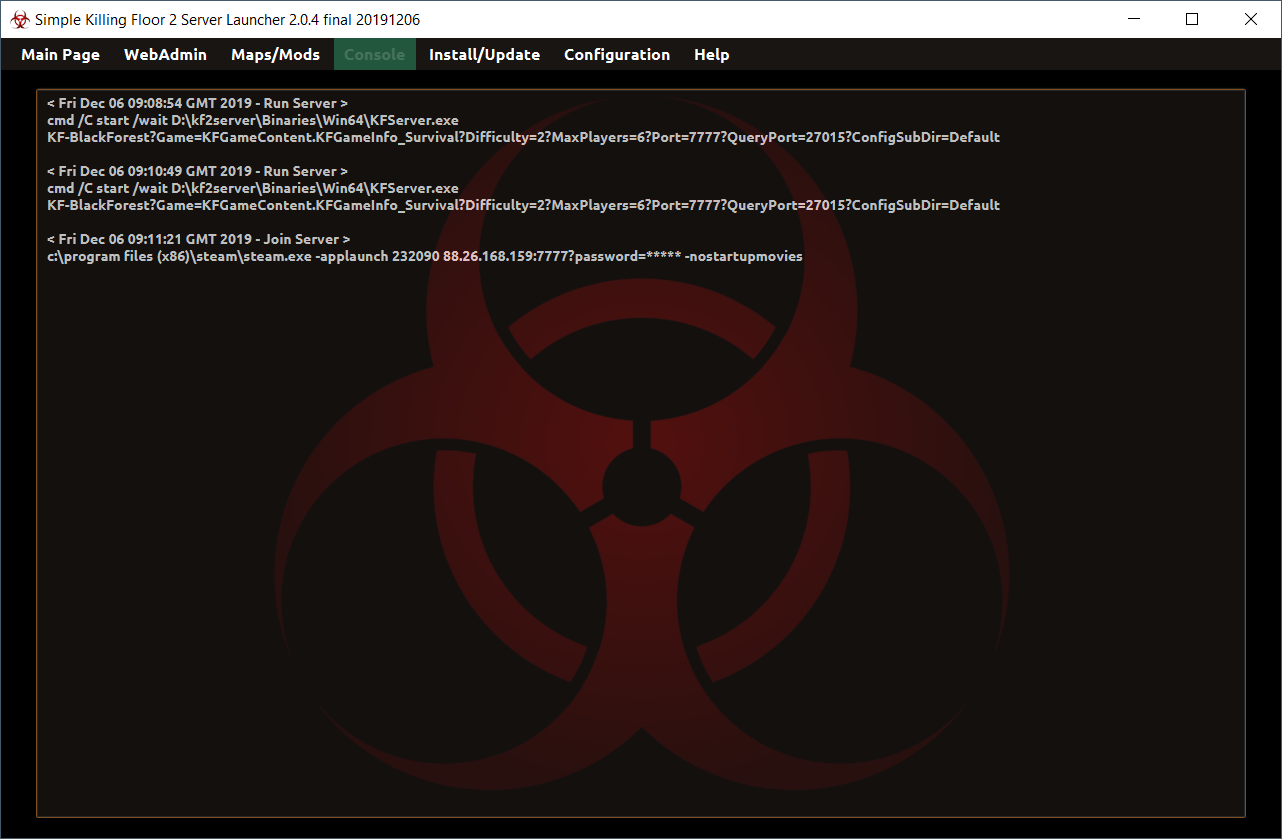 Simple Killing Floor 2 Server Launcher 2.0.4 final 20191206
Main Page WebAdmin Maps/Mods Console Install/Update Configuration Help
< Fri Dec 06 09:08:54 GMT 2019 - Run Server >
cmd /C start /wait D:\kf2server\Binaries\Win64\KFServer.exe
KF-BlackForest?Game=KFGameContent.KFGameInfo_Survival?Difficulty=2?MaxPlayers=6?Port=7777?QueryPort=27015?ConfigSubDir=Default
< Fri Dec 06 09:10:49 GMT 2019 - Run Server >
cmd /C start /wait D:\kf2server\Binaries\Win64\KFServer.exe
KF-BlackForest?Game=KFGameContent.KFGameInfo_Survival?Difficulty=2?MaxPlayers=6?Port=7777?QueryPort=27015?ConfigSubDir=Default
< Fri Dec 06 09:11:21 GMT 2019 - Join Server >
c:\program files (x86)\steam\steam.exe -applaunch 232090 88.26.168.159:7777?password=***** -nostartupmovies